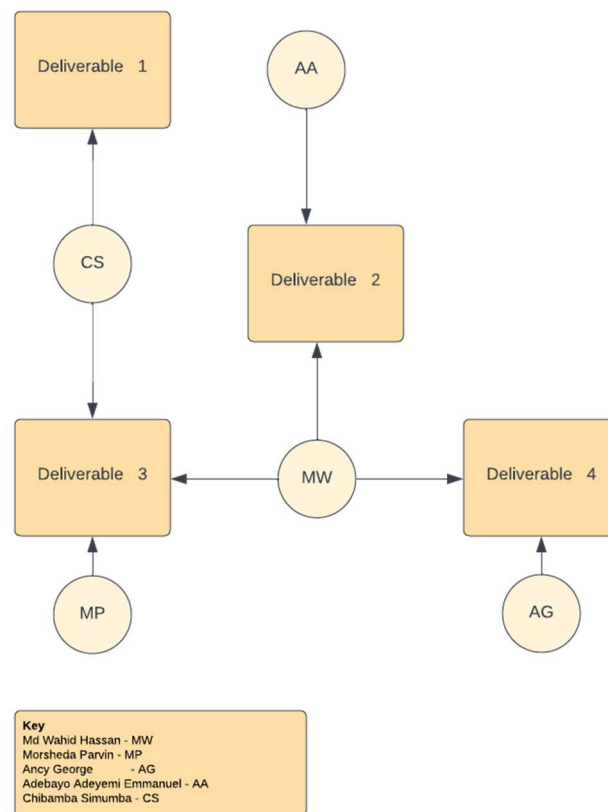 Deliverable 1
AA
CS
Deliverable 2
Deliverable 3
MW
Deliverable 4
MP
AG
Key
Md Wahid Hassan - MW
Morsheda Parvin - MP
Ancy George - AG
Adebayo Adeyemi Emmanuel - AA
Chibamba Simumba - CS